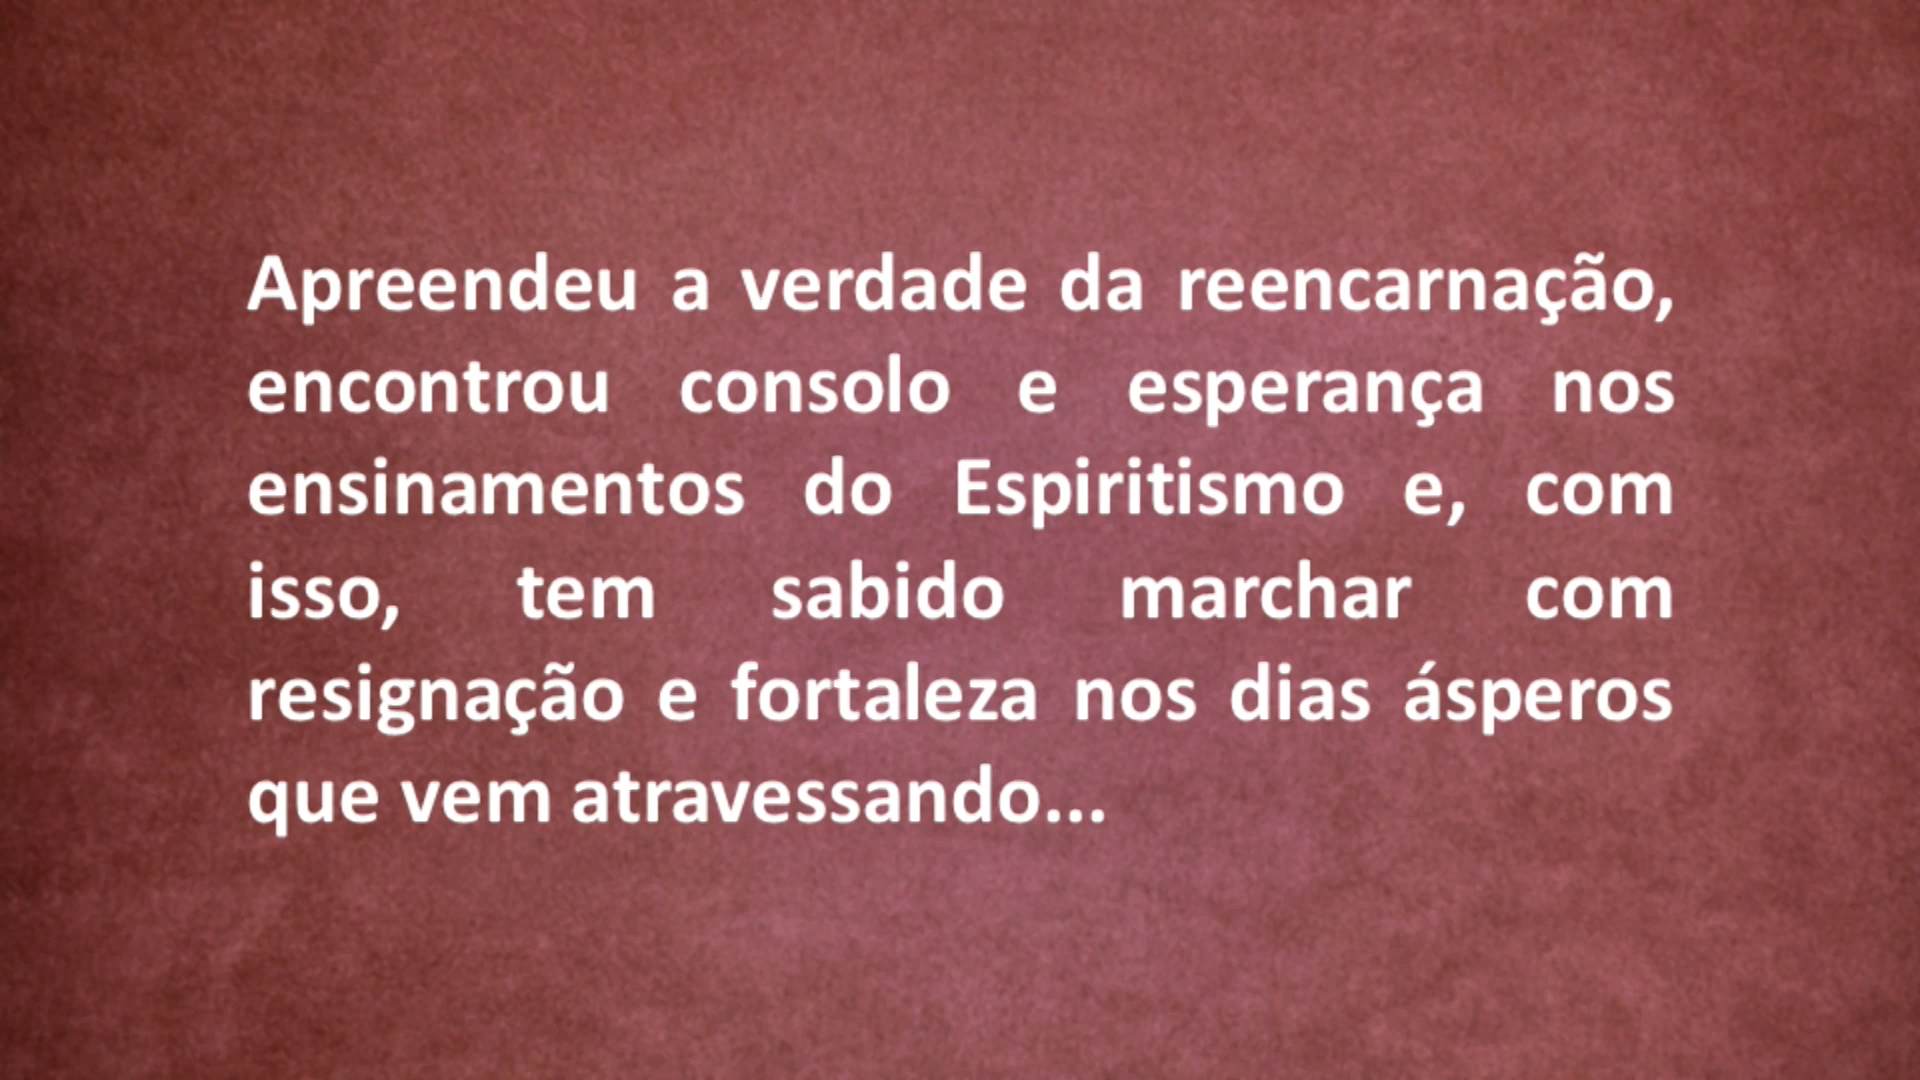 Apreendeu a verdade da reencarnação,
encontrou consolo e esperança nos
ensinamentos do Espiritismo e, com
isso, tem sabido marchar com
resignação e fortaleza nos dias ásperos
que vem atravessando...